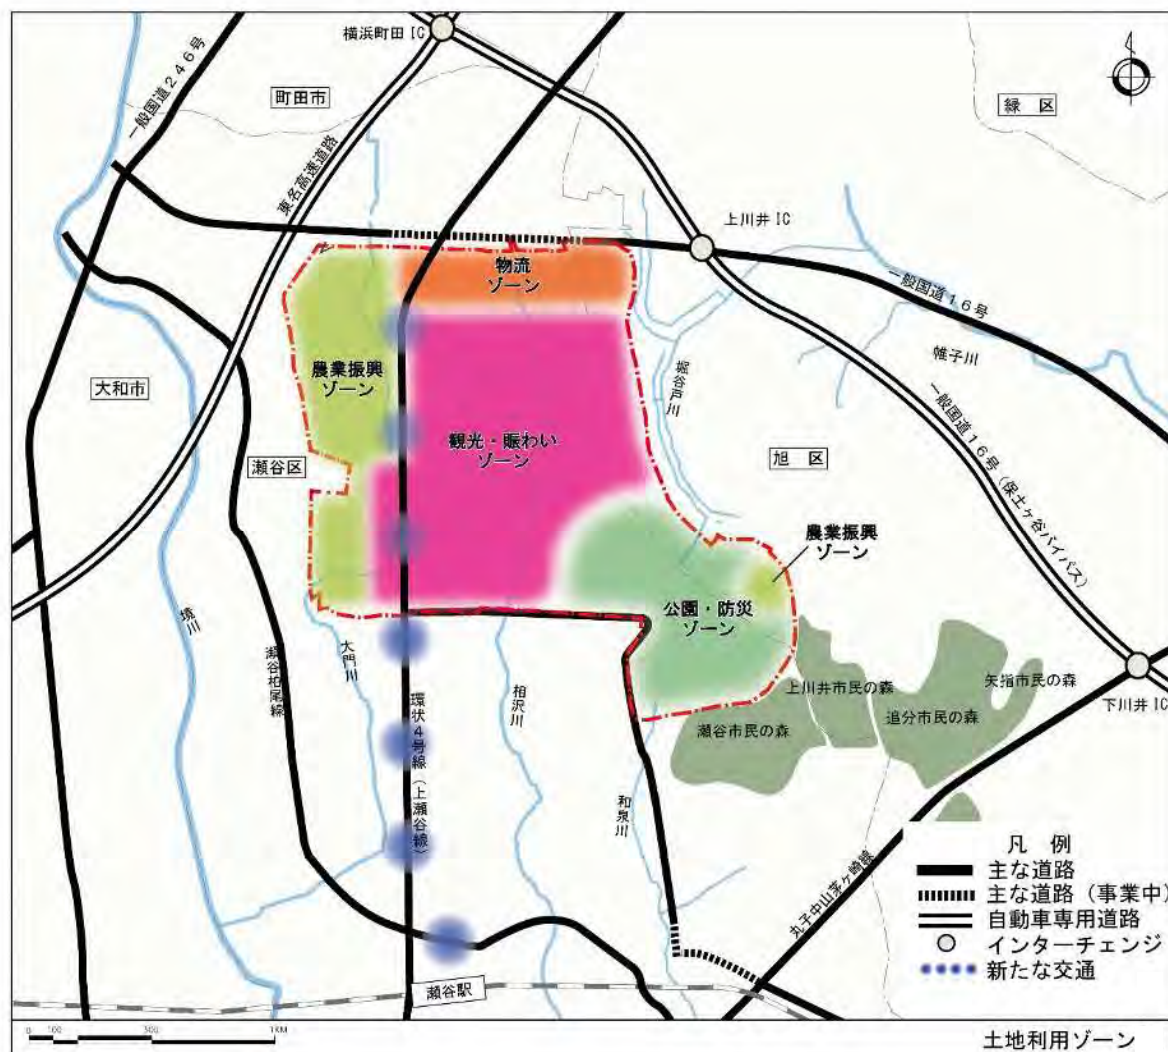 横浜町田 IC
一般国道２４６号
町田市
緑 区
東名高速道路
上川井 IC
物流
ゾーン
一般国道１６号
帷子川
農業振興
ゾーン
堀谷戸川
大和市
観光・賑わい
ゾーン
瀬谷区
旭 区
一般国道１６号（保土ヶ谷バイパス）
農業振興
ゾーン
公園・防災
ゾーン
境川
瀬谷柏尾線
大門川
環状４号線（上瀬谷線）
相沢川
上川井市民の森
矢指市民の森
追分市民の森
瀬谷市民の森
下川井 IC
和泉川
丸子中山茅ヶ崎線
凡 例
主な道路
主な道路（事業中）
自動車専用道路
インターチェンジ
新たな交通
瀬谷駅
0 100 500 1KM
土地利用ゾーン